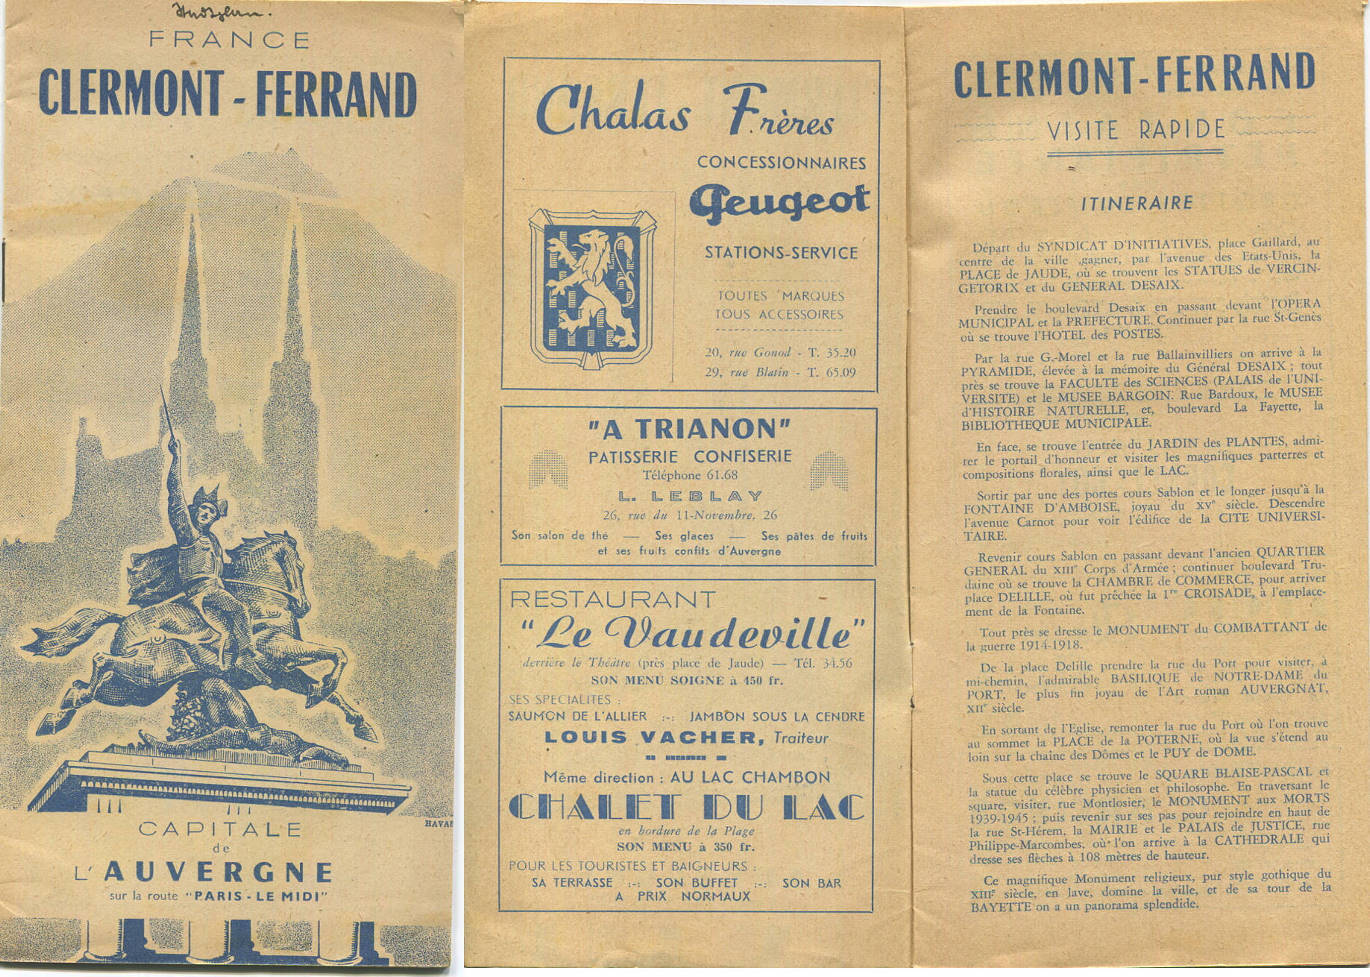 FRANCE
CLERMONT-FERRAND
HAVAS
CAPITALE
de
L'AUVERGNE
sur la route "PARIS-LE MIDI"
Chalas Frères
CONCESSIONNAIRES
Peugeot
STATIONS-SERVICE
TOUTES MARQUES
TOUS ACCESSOIRES
20, rue Gonod - T. 35.20
29, rue Blatin - T. 65.09
"A TRIANON"
PATISSERIE CONFISERIE
Téléphone 61.68
L. LEBLAY
26, rue du 11-Novembre, 26
Son salon de thé — Ses glaces — Ses pâtes de fruits
et ses fruits confits d'Auvergne
RESTAURANT
"Le Vaudeville"
derrière le Théâtre (près place de Jaude) — Tél. 34.56
SON MENU SOIGNE à 450 fr.
SES SPECIALITES :
SAUMON DE L'ALLIER :-: JAMBON SOUS LA CENDRE
LOUIS VACHER, Traiteur
Même direction : AU LAC CHAMBON
CHALET DU LAC
en bordure de la Plage
SON MENU à 350 fr.
POUR LES TOURISTES ET BAIGNEURS :
SA TERRASSE :-: SON BUFFET :-: SON BAR
A PRIX NORMAUX
CLERMONT-FERRAND
VISITE RAPIDE
ITINERAIRE
Départ du SYNDICAT D'INITIATIVES, place Gaillard, au
centre de la ville ,gagner, par l'avenue des Etats-Unis, la
PLACE de JAUDE, où se trouvent les STATUES de VERCIN-
GETORIX et du GENERAL DESAIX.
Prendre le boulevard Desaix en passant devant l'OPERA
MUNICIPAL et la PREFECTURE. Continuer par la rue St-Genès
où se trouve l'HOTEL des POSTES.
Par la rue G.-Morel et la rue Ballainvilliers on arrive à la
PYRAMIDE, élevée à la mémoire du Général DESAIX ; tout
près se trouve la FACULTE des SCIENCES (PALAIS de l'UNI-
VERSITE) et le MUSEE BARGOIN. Rue Bardoux, le MUSEE
d'HISTOIRE NATURELLE, et, boulevard La Fayette, la
BIBLIOTHEQUE MUNICIPALE.
En face, se trouve l'entrée du JARDIN des PLANTES, admi-
rer le portail d'honneur et visiter les magnifiques parterres et
compositions florales, ainsi que le LAC.
Sortir par une des portes cours Sablon et le longer jusqu'à la
FONTAINE D'AMBOISE, joyau du XVᵉ siècle. Descendre
l'avenue Carnot pour voir l'édifice de la CITE UNIVERSI-
TAIRE.
Revenir cours Sablon en passant devant l'ancien QUARTIER
GENERAL du XIIIᵉ Corps d'Armée ; continuer boulevard Tru-
daine où se trouve la CHAMBRE de COMMERCE, pour arriver
place DELILLE, où fut prêchée la 1ʳᵉ CROISADE, à l'emplace-
ment de la Fontaine.
Tout près se dresse le MONUMENT du COMBATTANT de
la guerre 1914-1918.
De la place Delille prendre la rue du Port pour visiter, à
mi-chemin, l'admirable BASILIQUE de NOTRE-DAME du
PORT, le plus fin joyau de l'Art roman AUVERGNAT,
XIIᵉ siècle.
En sortant de l'Eglise, remonter la rue du Port où l'on trouve
au sommet la PLACE de la POTERNE, où la vue s'étend au
loin sur la chaîne des Dômes et le PUY de DOME.
Sous cette place se trouve le SQUARE BLAISE-PASCAL et
la statue du célèbre physicien et philosophe. En traversant le
square, visiter, rue Montlosier, le MONUMENT aux MORTS
1939-1945 ; puis revenir sur ses pas pour rejoindre en haut de
la rue St-Hérem, la MAIRIE et le PALAIS de JUSTICE, rue
Philippe-Marcombes, où l'on arrive à la CATHEDRALE qui
dresse ses flèches à 108 mètres de hauteur.
Ce magnifique Monument religieux, pur style gothique du
XIIIᵉ siècle, en lave, domine la ville, et de sa tour de la
BAYETTE on a un panorama splendide.